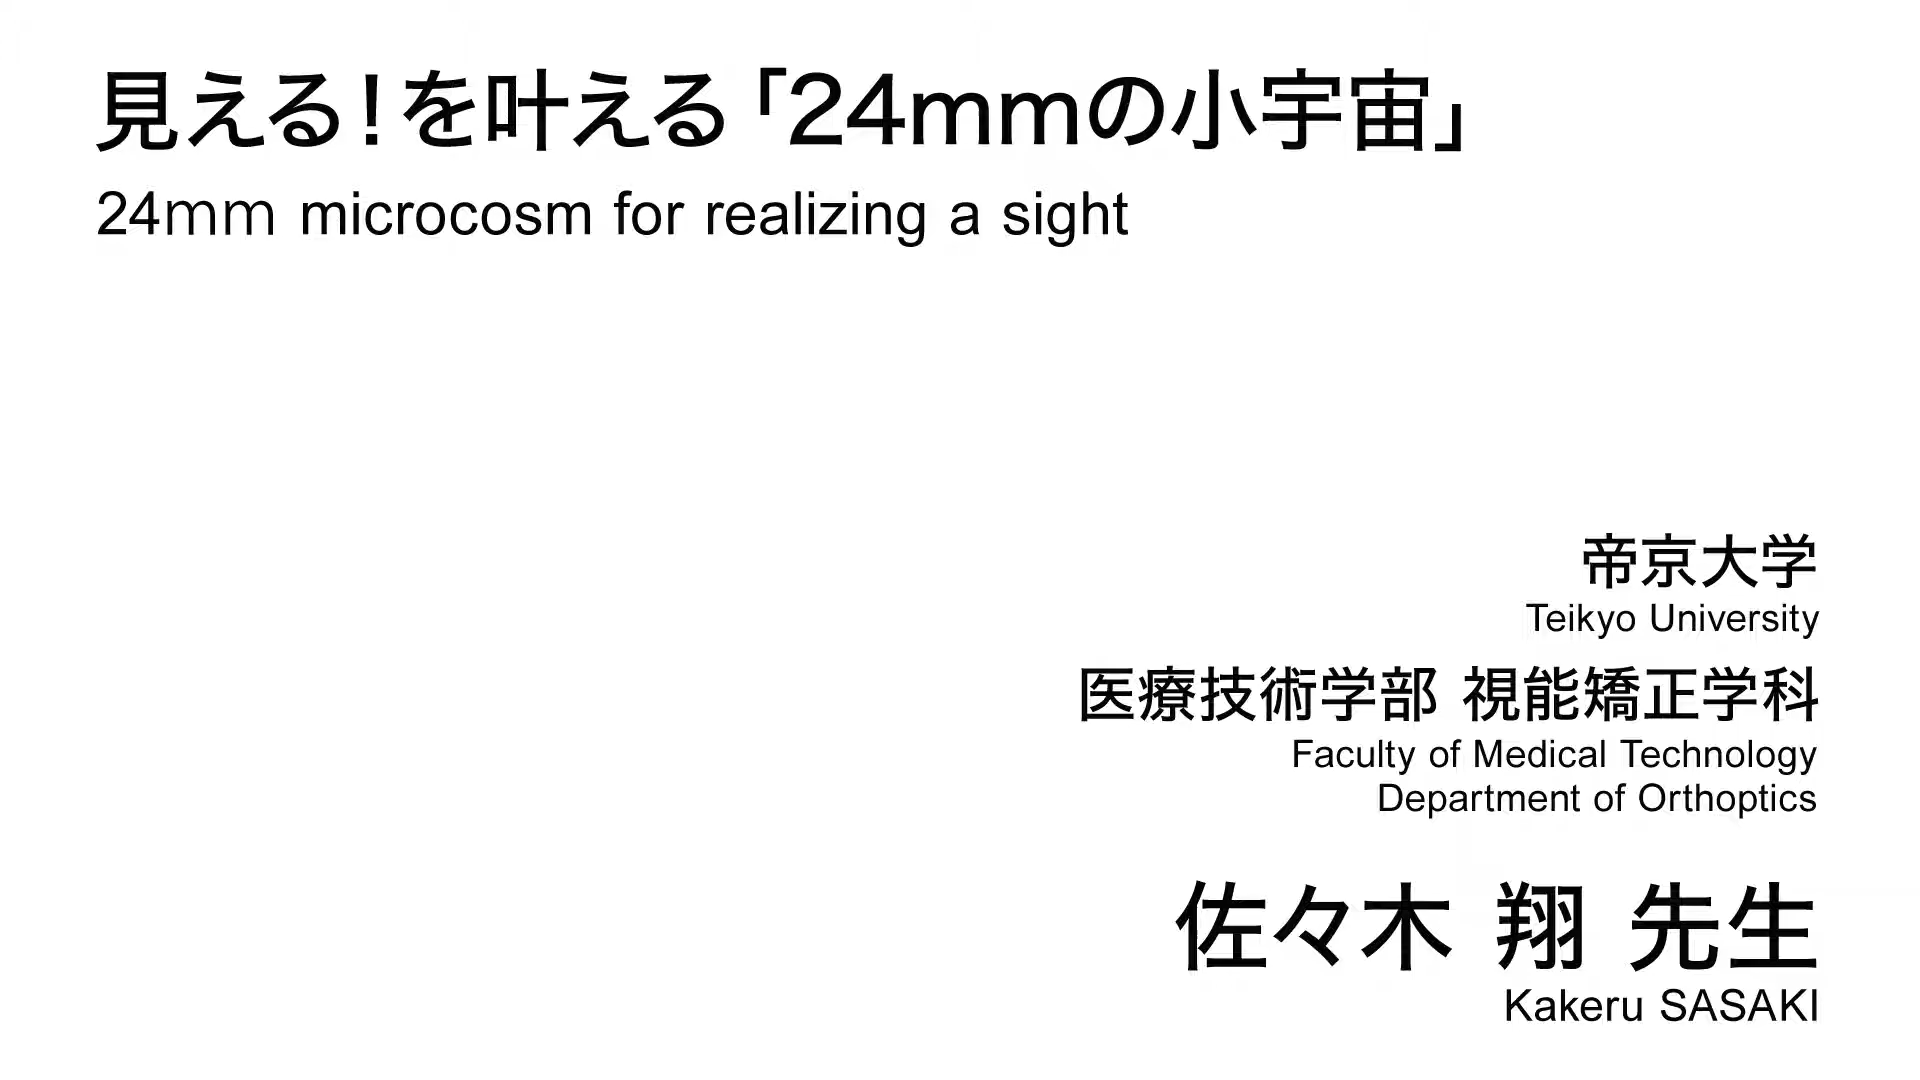 見える！を叶える「24mmの小宇宙」
24mm microcosm for realizing a sight
帝京大学
Teikyo University
医療技術学部 視能矯正学科
Faculty of Medical Technology
Department of Orthoptics
佐々木 翔 先生
Kakeru SASAKI